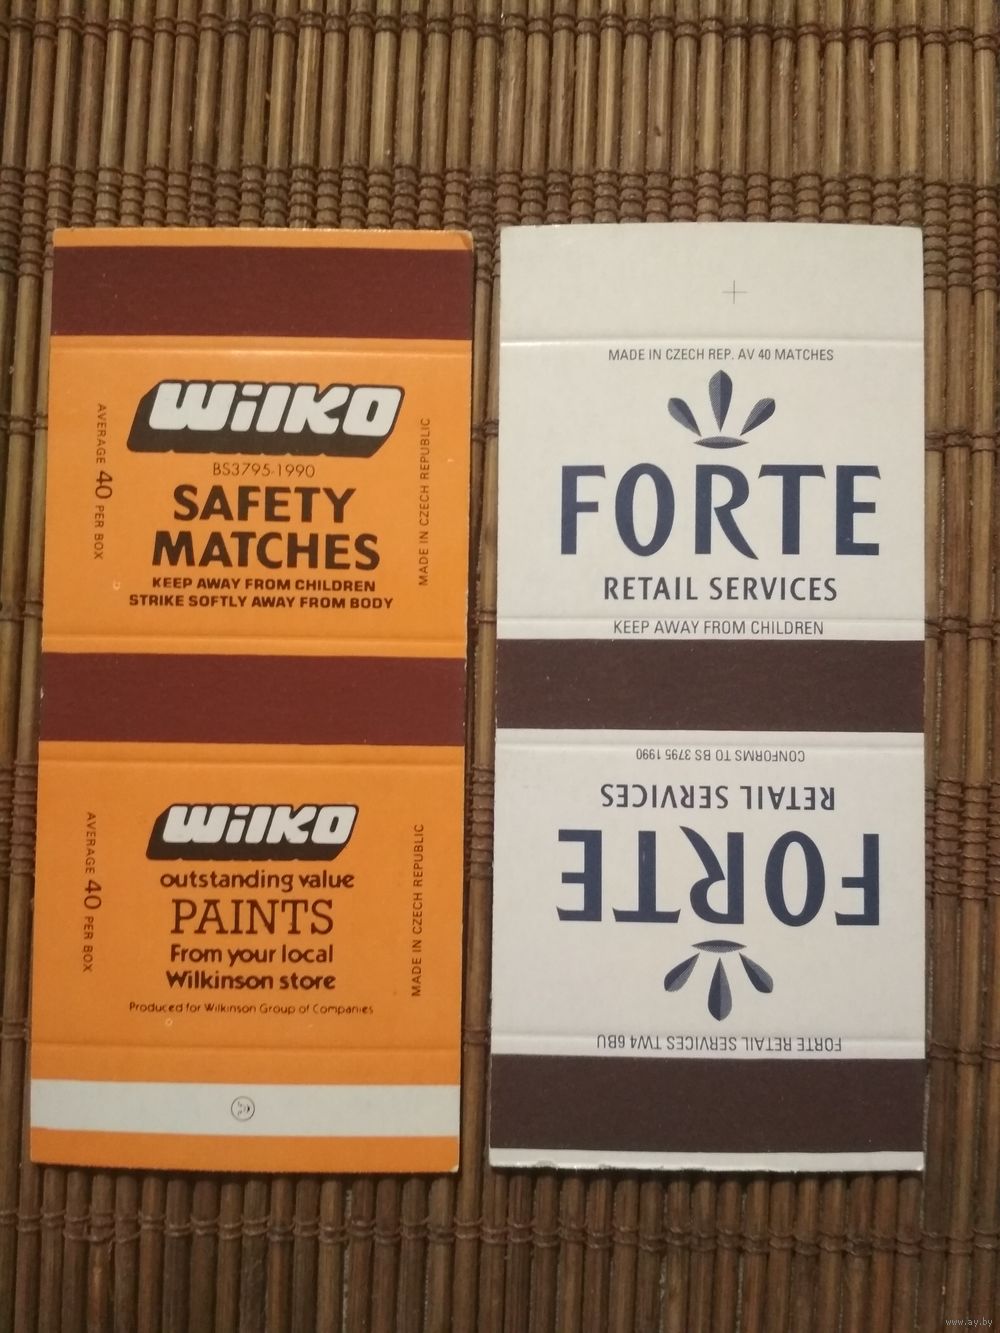 Wilko
BS3795-1990
SAFETY
MATCHES
KEEP AWAY FROM CHILDREN
STRIKE SOFTLY AWAY FROM BODY
AVERAGE 40 PER BOX
MADE IN CZECH REPUBLIC
Wilko
outstanding value
PAINTS
From your local
Wilkinson store
Produced for Wilkinson Group of Companies
AVERAGE 40 PER BOX
MADE IN CZECH REPUBLIC
MADE IN CZECH REP. AV 40 MATCHES
FORTE
RETAIL SERVICES
KEEP AWAY FROM CHILDREN
CONFORMS TO BS 3795 1990
RETAIL SERVICES
FORTE
FORTE RETAIL SERVICES TW4 6BU
www.ay.by